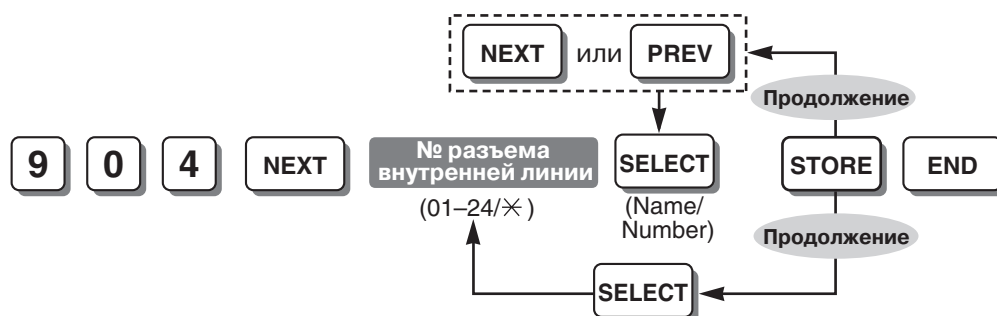 NEXT или PREV
Продолжение
9 0 4 NEXT № разъема внутренней линии SELECT STORE END
(01–24/✳)
(Name/
Number)
Продолжение
SELECT